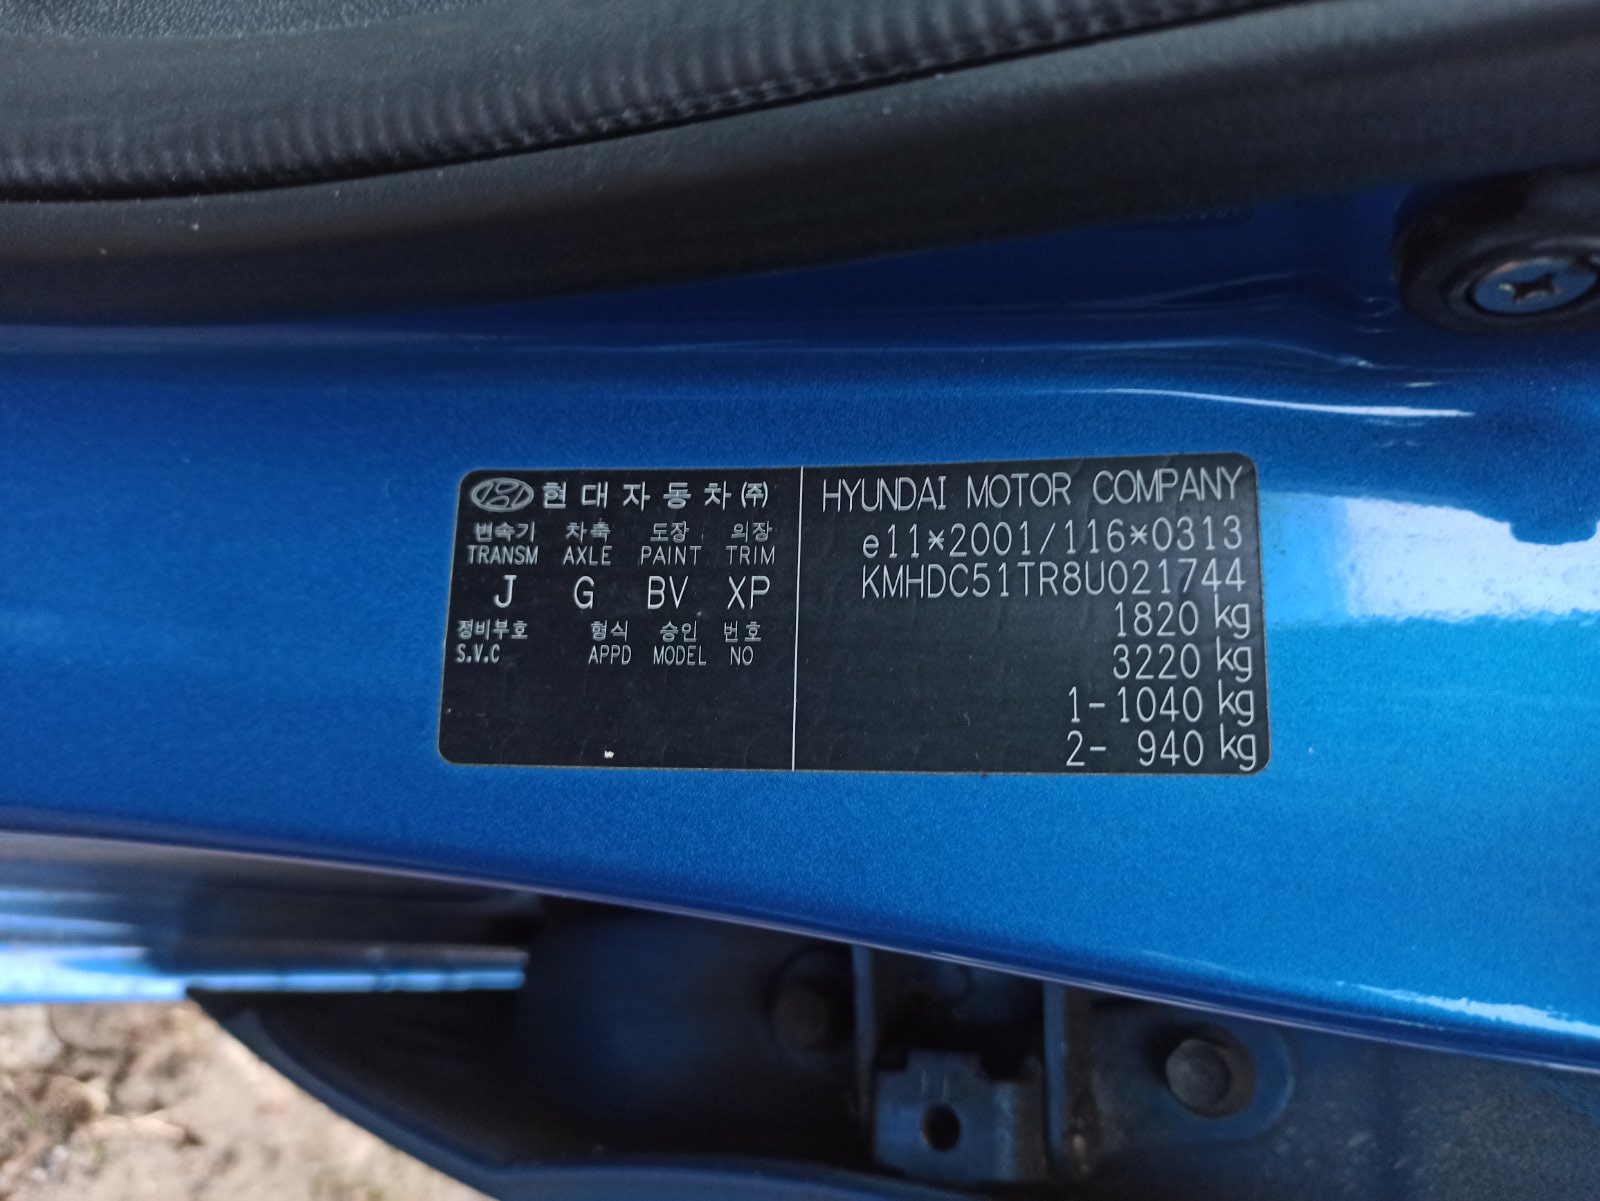 현대자동차(주)
변속기 차축 도장 의장
TRANSM AXLE PAINT TRIM
J G BV XP
정비부호 형식 승인 번호
S.V.C APPD MODEL NO
HYUNDAI MOTOR COMPANY
e11*2001/116*0313
KMHDC51TR8U021744
1820 kg
3220 kg
1-1040 kg
2- 940 kg